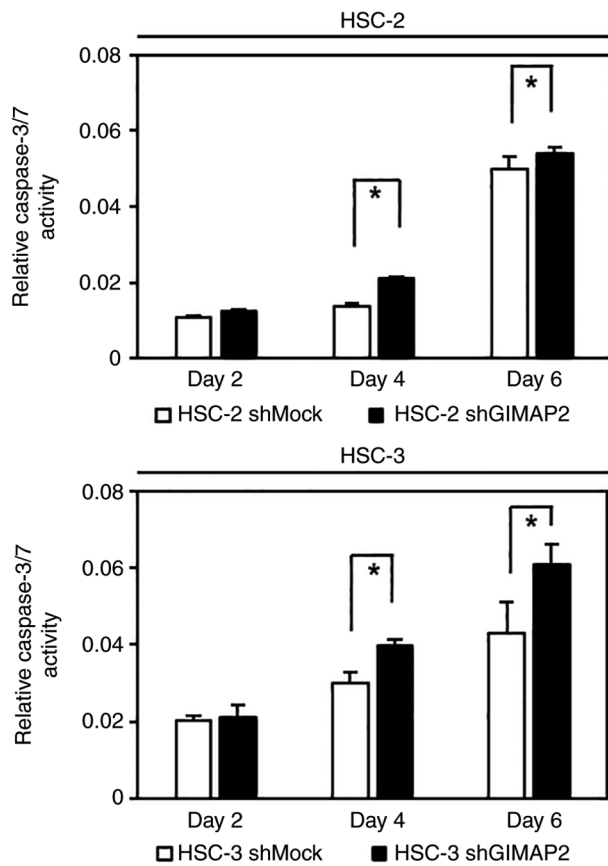 HSC-2
Relative caspase-3/7
activity
0.08
0.06
0.04
0.02
0
*
*
Day 2 Day 4 Day 6
HSC-2 shMock HSC-2 shGIMAP2
HSC-3
Relative caspase-3/7
activity
0.08
0.06
0.04
0.02
0
*
*
Day 2 Day 4 Day 6
HSC-3 shMock HSC-3 shGIMAP2